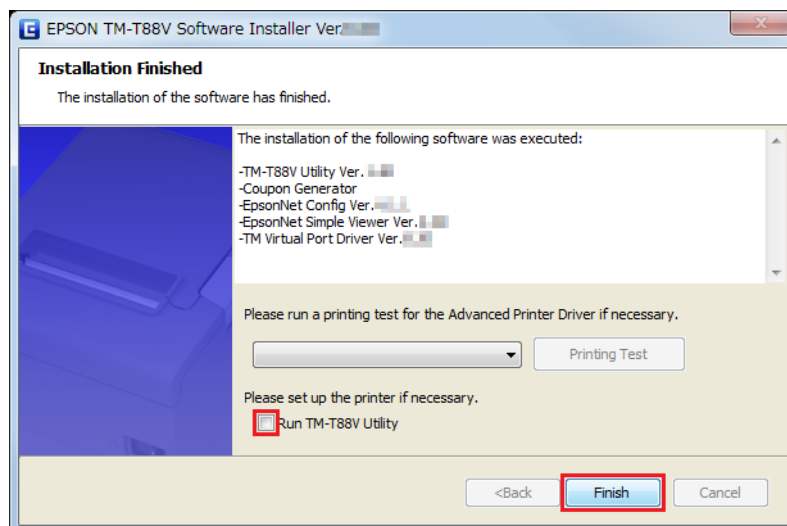 EPSON TM-T88V Software Installer Ver.
Installation Finished
The installation of the software has finished.
The installation of the following software was executed:
-TM-T88V Utility Ver.
-Coupon Generator
-EpsonNet Config Ver.
-EpsonNet Simple Viewer Ver.
-TM Virtual Port Driver Ver.
Please run a printing test for the Advanced Printer Driver if necessary.
Printing Test
Please set up the printer if necessary.
Run TM-T88V Utility
<Back Finish Cancel